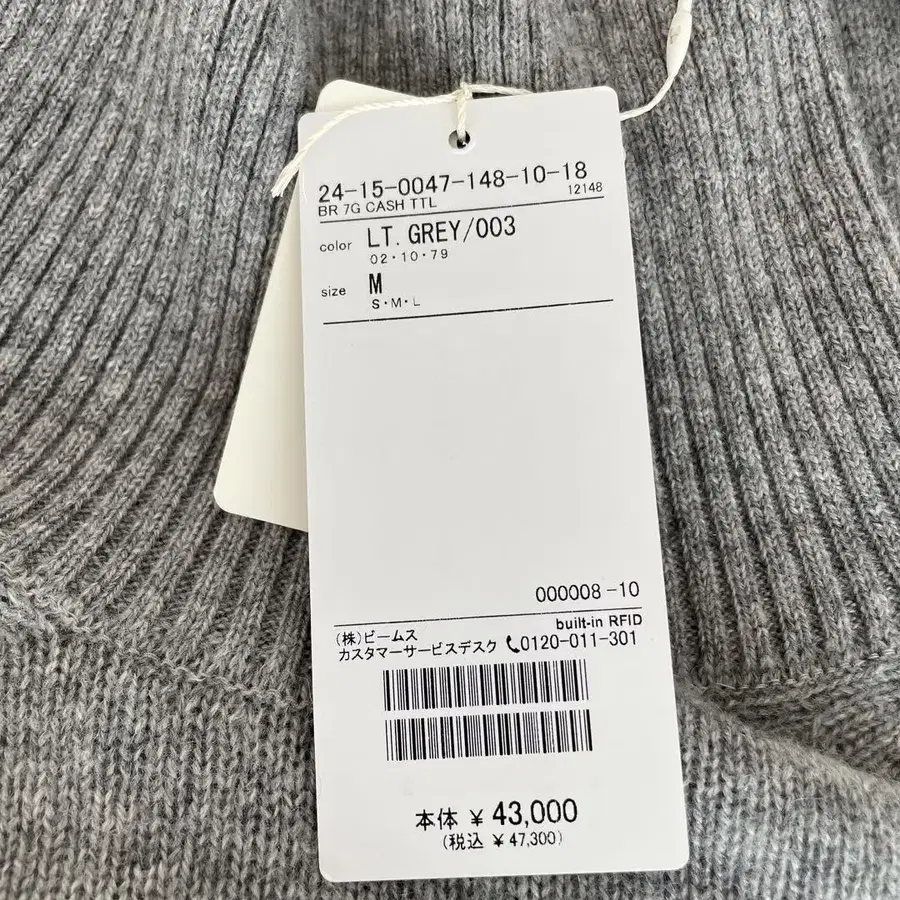 24-15-0047-148-10-18
BR 7G CASH TTL 12148
color LT. GREY/003
02・10・79
size M
S・M・L
000008-10
built-in RFID
(株)ビームス
カスタマーサービスデスク 0120-011-301
本体 ¥ 43,000
(税込 ¥ 47,300)